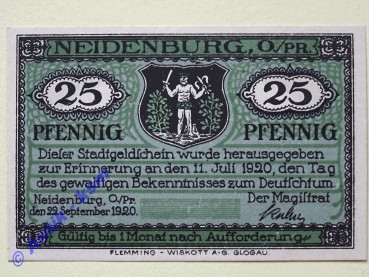 NEIDENBURG, O/PR.
25 25
PFENNIG PFENNIG
Dieser Stadtgeldschein wurde herausgegeben
zur Erinnerung an den 11. Juli 1920, den Tag
des gewaltigen Bekenntnisses zum Deutschtum.
Neidenburg, O/Pr. Der Magistrat
den 22. September 1920.
Gültig bis 1 Monat nach Aufforderung
FLEMMING - WISKOTT A-G. GLOGAU.